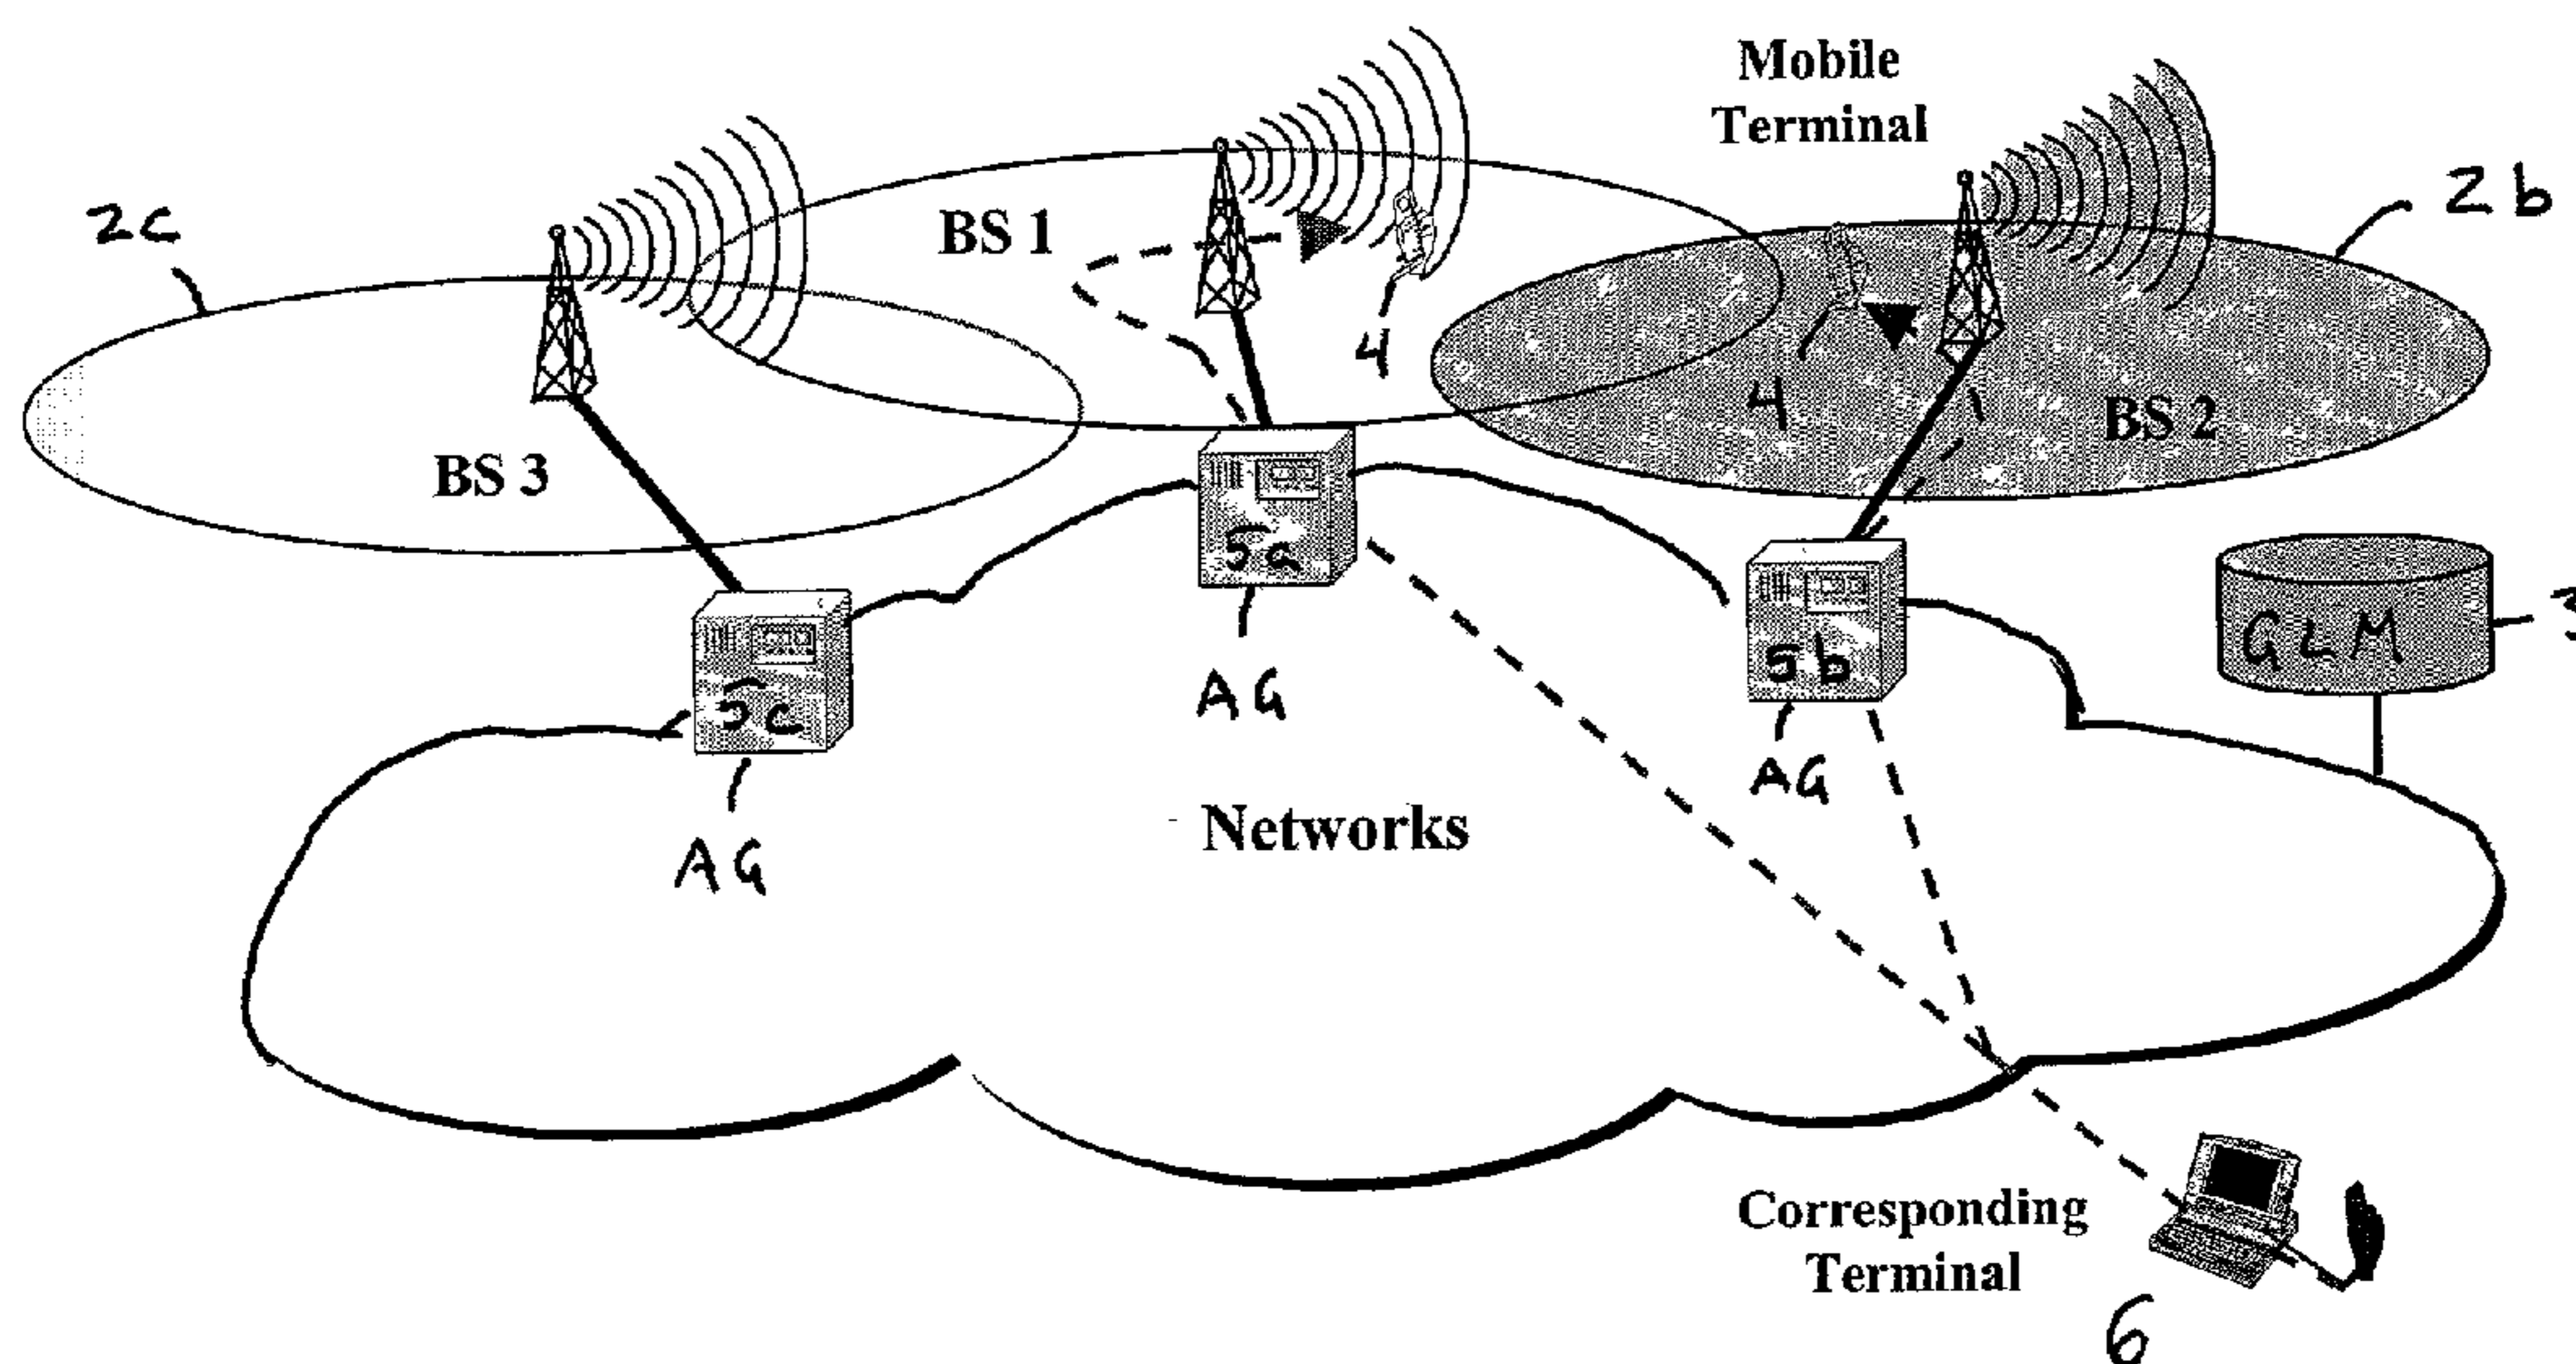 Mobile
Terminal
2c
BS 1
2b
4
4
BS 2
BS 3
5a
5b
GLM
3
5c
AG
AG
AG
Networks
Corresponding
Terminal
6